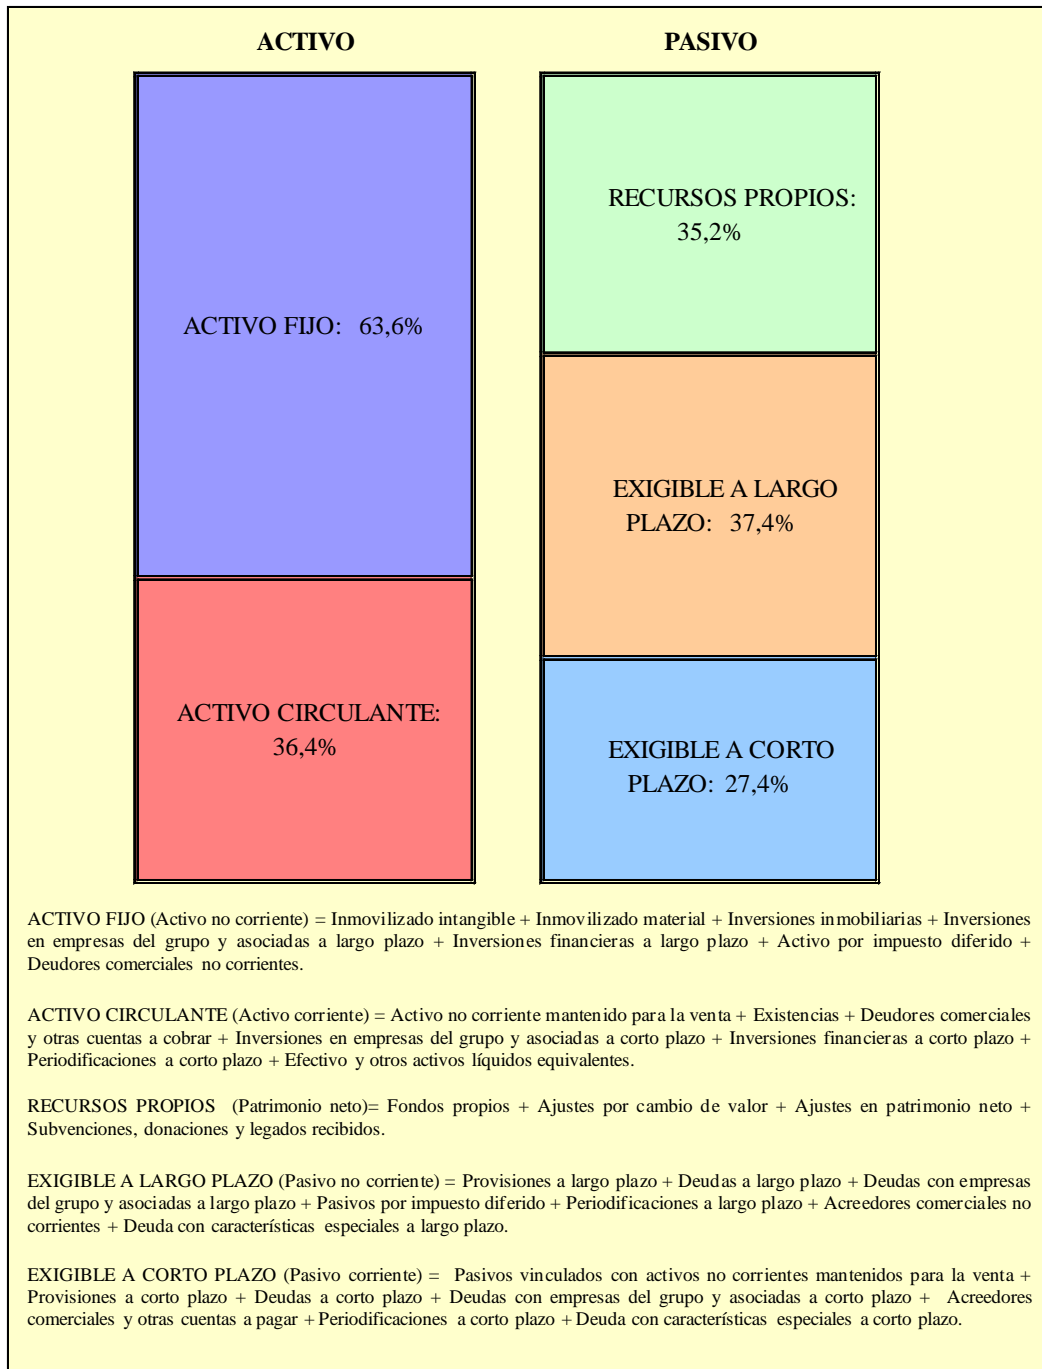 ACTIVO
PASIVO
ACTIVO FIJO: 63,6%
ACTIVO CIRCULANTE:
36,4%
RECURSOS PROPIOS:
35,2%
EXIGIBLE A LARGO
PLAZO: 37,4%
EXIGIBLE A CORTO
PLAZO: 27,4%
ACTIVO FIJO (Activo no corriente) = Inmovilizado intangible + Inmovilizado material + Inversiones inmobiliarias + Inversiones
en empresas del grupo y asociadas a largo plazo + Inversiones financieras a largo plazo + Activo por impuesto diferido +
Deudores comerciales no corrientes.
ACTIVO CIRCULANTE (Activo corriente) = Activo no corriente mantenido para la venta + Existencias + Deudores comerciales
y otras cuentas a cobrar + Inversiones en empresas del grupo y asociadas a corto plazo + Inversiones financieras a corto plazo +
Periodificaciones a corto plazo + Efectivo y otros activos líquidos equivalentes.
RECURSOS PROPIOS (Patrimonio neto)= Fondos propios + Ajustes por cambio de valor + Ajustes en patrimonio neto +
Subvenciones, donaciones y legados recibidos.
EXIGIBLE A LARGO PLAZO (Pasivo no corriente) = Provisiones a largo plazo + Deudas a largo plazo + Deudas con empresas
del grupo y asociadas a largo plazo + Pasivos por impuesto diferido + Periodificaciones a largo plazo + Acreedores comerciales no
corrientes + Deuda con características especiales a largo plazo.
EXIGIBLE A CORTO PLAZO (Pasivo corriente) = Pasivos vinculados con activos no corrientes mantenidos para la venta +
Provisiones a corto plazo + Deudas a corto plazo + Deudas con empresas del grupo y asociadas a corto plazo + Acreedores
comerciales y otras cuentas a pagar + Periodificaciones a corto plazo + Deuda con características especiales a corto plazo.